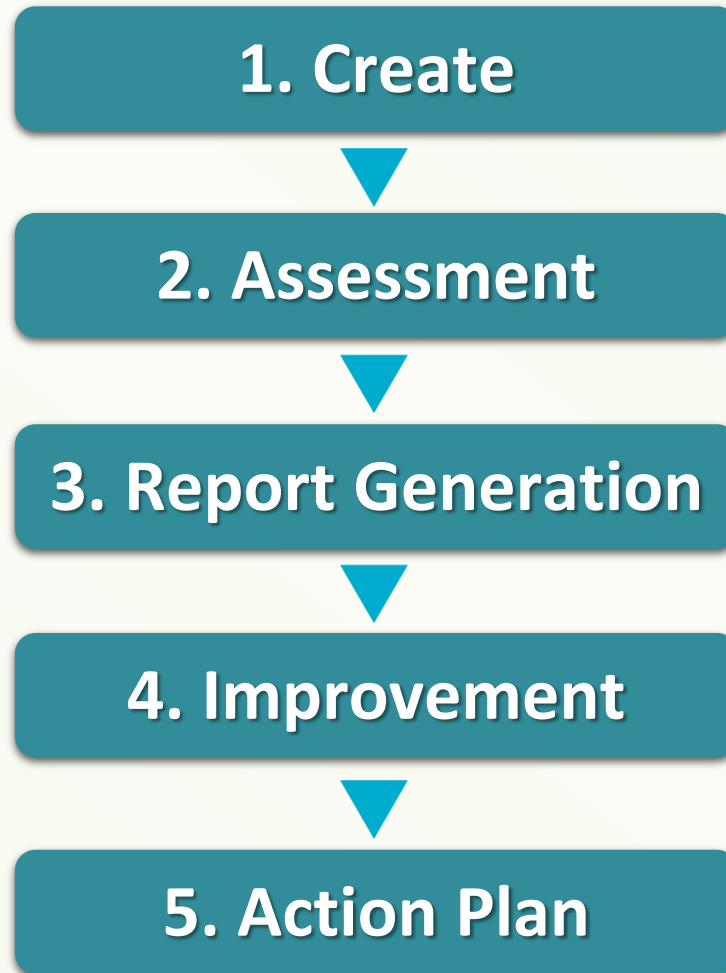 1. Create
2. Assessment
3. Report Generation
4. Improvement
5. Action Plan